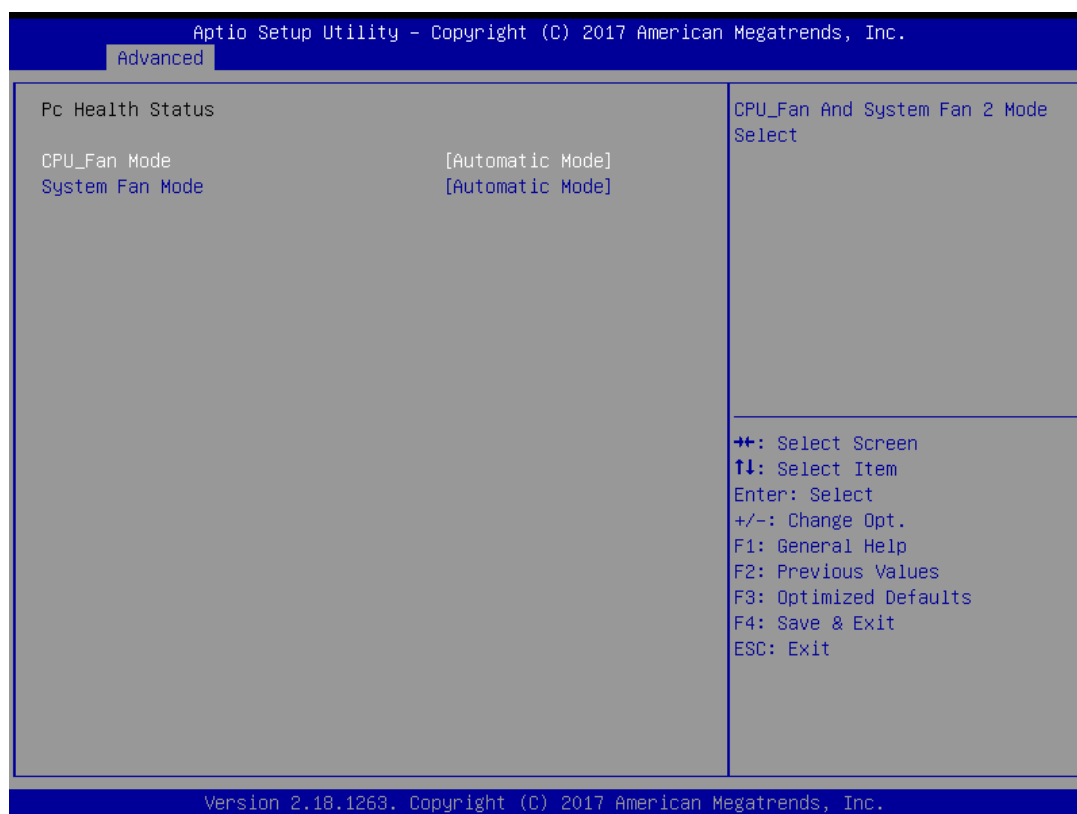 Aptio Setup Utility – Copyright (C) 2017 American Megatrends, Inc.
Advanced
Pc Health Status
CPU_Fan Mode [Automatic Mode]
System Fan Mode [Automatic Mode]
CPU_Fan And System Fan 2 Mode
Select
→←: Select Screen
↑↓: Select Item
Enter: Select
+/-: Change Opt.
F1: General Help
F2: Previous Values
F3: Optimized Defaults
F4: Save & Exit
ESC: Exit
Version 2.18.1263. Copyright (C) 2017 American Megatrends, Inc.